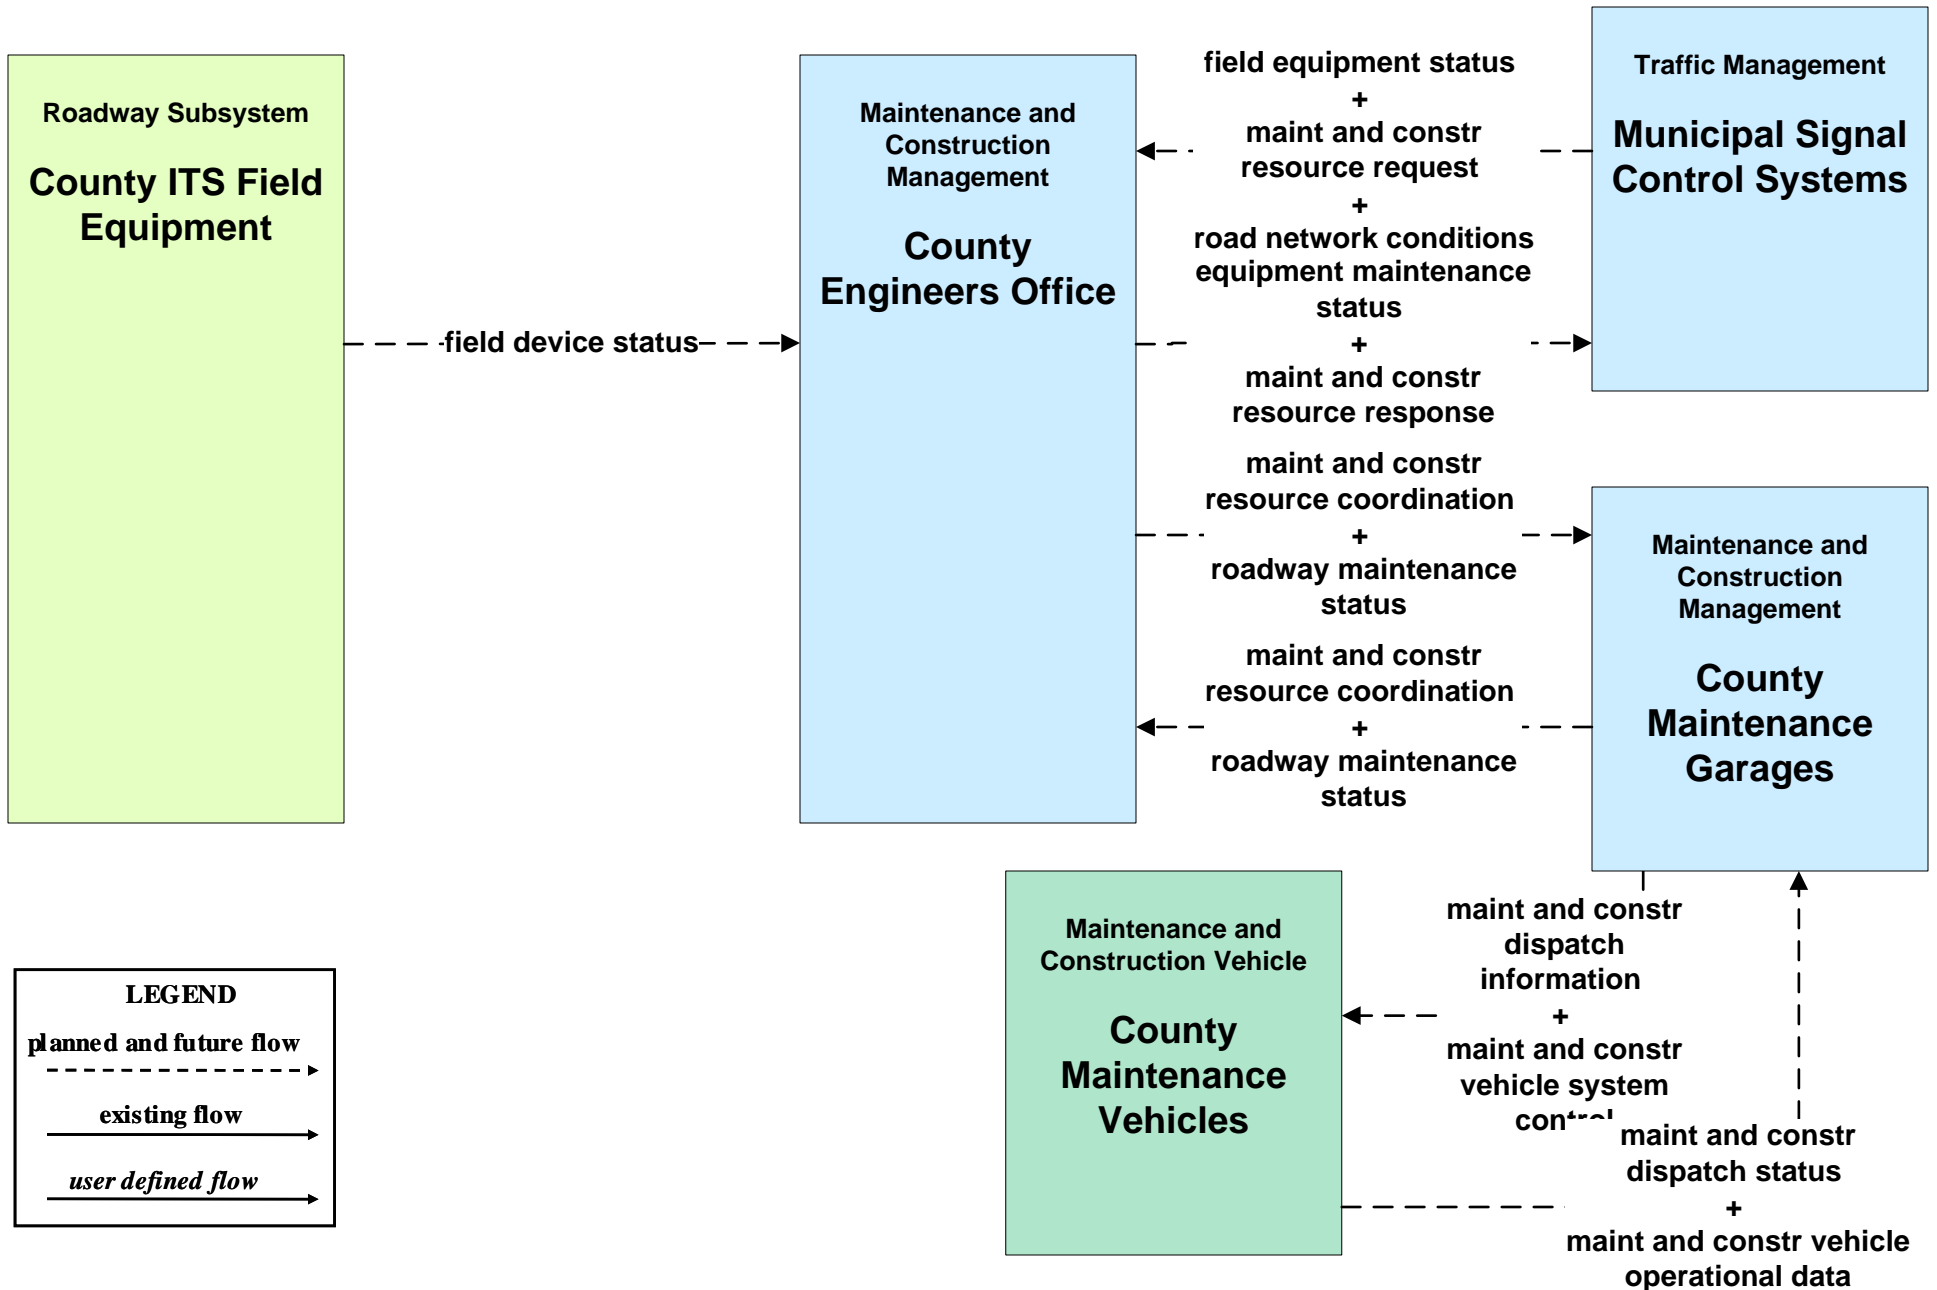 Roadway Subsystem
County ITS Field
Equipment
field device status
Maintenance and
Construction
Management
County
Engineers Office
field equipment status
+
maint and constr
resource request
+
road network conditions
equipment maintenance
status
+
maint and constr
resource response
Traffic Management
Municipal Signal
Control Systems
maint and constr
resource coordination
+
roadway maintenance
status
maint and constr
resource coordination
+
roadway maintenance
status
Maintenance and
Construction
Management
County
Maintenance
Garages
Maintenance and
Construction Vehicle
County
Maintenance
Vehicles
maint and constr
dispatch
information
+
maint and constr
vehicle system
control
maint and constr
dispatch status
+
maint and constr vehicle
operational data
LEGEND
planned and future flow
existing flow
user defined flow